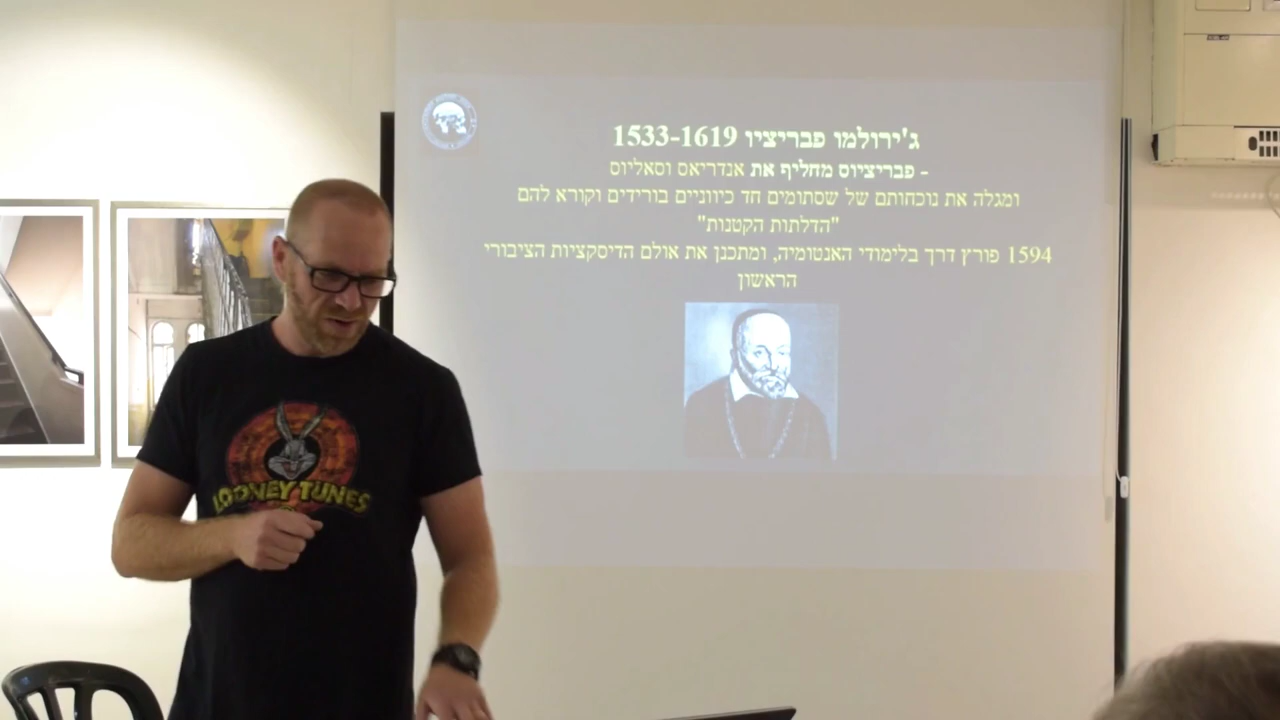 ג'ירולמו פבריציו 1533-1619
- פבריציוס מחליף את אנדריאס וסאליוס
ומגלה את נוכחותם של שסתומים חד כיווניים בורידים וקורא להם
"הדלתות הקטנות"
1594 פורץ דרך בלימודי האנטומיה, ומתכנן את אולם הדיסקציות הציבורי
הראשון
LOONEY TUNES